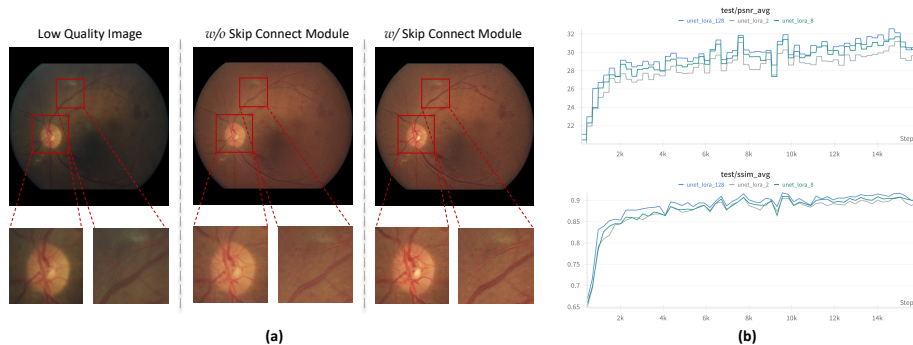 Low Quality Image
w/o Skip Connect Module
w/ Skip Connect Module
(a)
test/psnr_avg
unet_lora_128 unet_lora_2 unet_lora_8
32
30
28
26
24
22
2k 4k 6k 8k 10k 12k 14k
Step
test/ssim_avg
unet_lora_128 unet_lora_2 unet_lora_8
0.9
0.85
0.8
0.75
0.7
0.65
2k 4k 6k 8k 10k 12k 14k
Step
(b)